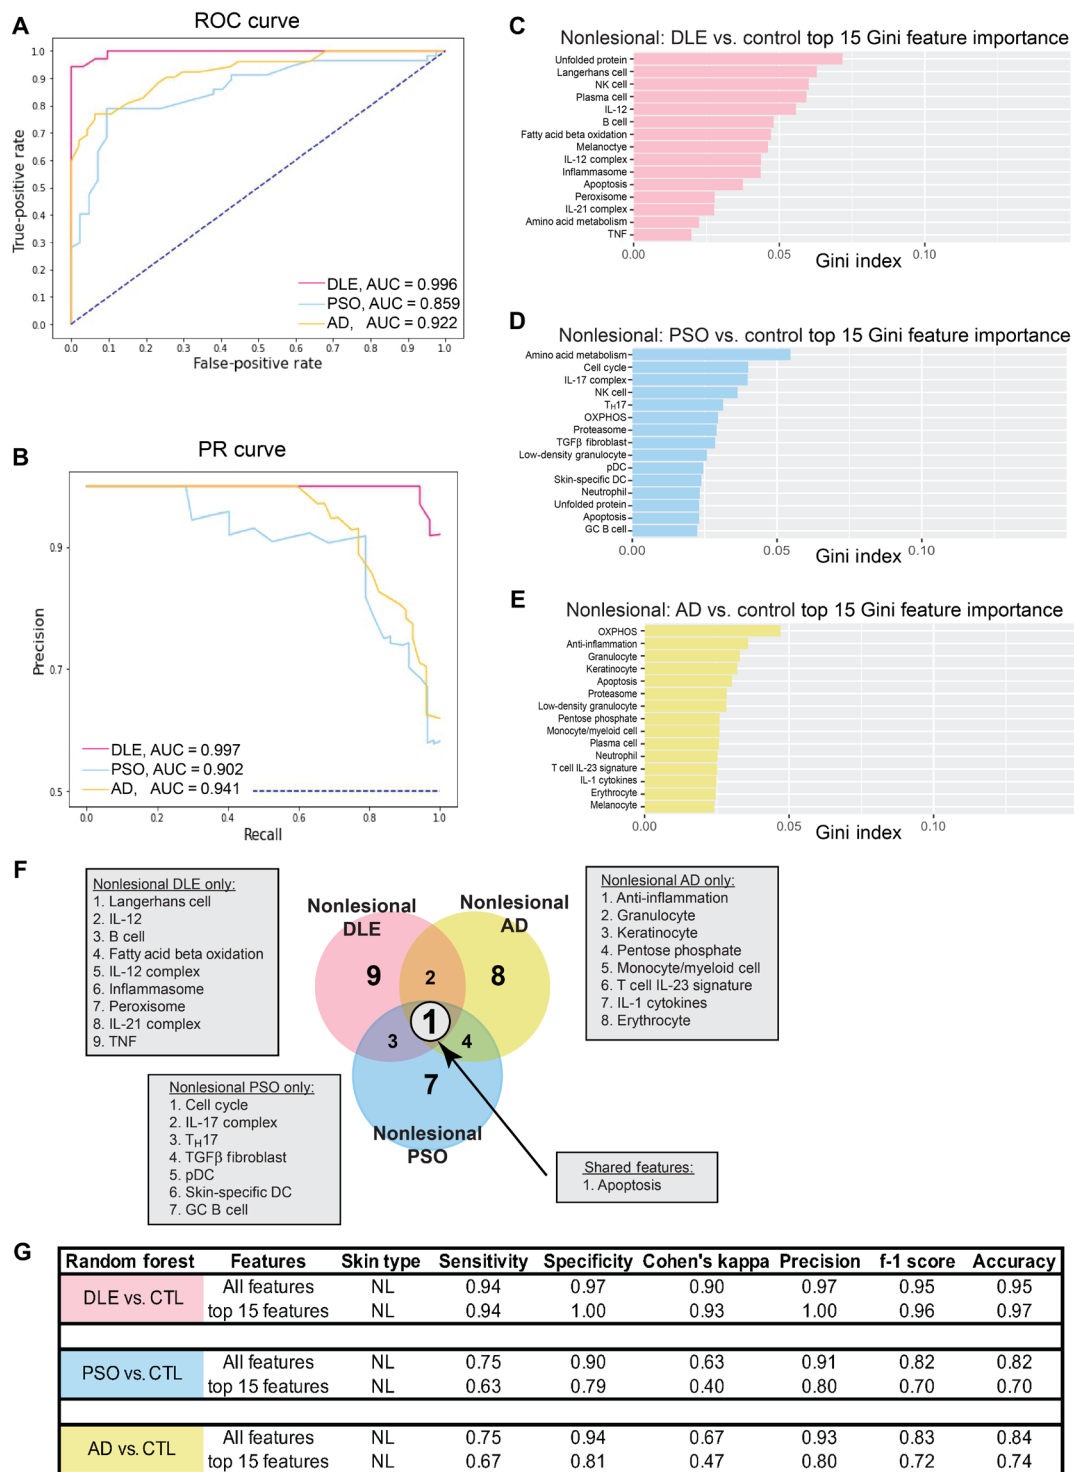 A
ROC curve
1.0
0.9
0.8
0.7
0.6
0.5
0.4
0.3
0.2
0.1
0.0
True-positive rate
DLE, AUC = 0.996
PSO, AUC = 0.859
AD, AUC = 0.922
0.0 0.1 0.2 0.3 0.4 0.5 0.6 0.7 0.8 0.9 1.0
False-positive rate
B
PR curve
0.9
0.7
0.5
Precision
DLE, AUC = 0.997
PSO, AUC = 0.902
AD, AUC = 0.941
0.0 0.2 0.4 0.6 0.8 1.0
Recall
C
Nonlesional: DLE vs. control top 15 Gini feature importance
Unfolded protein
Langerhans cell
NK cell
Plasma cell
IL-12
B cell
Fatty acid beta oxidation
Melanoctye
IL-12 complex
Inflammasome
Apoptosis
Peroxisome
IL-21 complex
Amino acid metabolism
TNF
0.00 0.05 0.10
Gini index
D
Nonlesional: PSO vs. control top 15 Gini feature importance
Amino acid metabolism
Cell cycle
IL-17 complex
NK cell
TH17
OXPHOS
Proteasome
TGFβ fibroblast
Low-density granulocyte
pDC
Skin-specific DC
Neutrophil
Unfolded protein
Apoptosis
GC B cell
0.00 0.05 0.10
Gini index
E
Nonlesional: AD vs. control top 15 Gini feature importance
OXPHOS
Anti-inflammation
Granulocyte
Keratinocyte
Apoptosis
Proteasome
Low-density granulocyte
Pentose phosphate
Monocyte/myeloid cell
Plasma cell
Neutrophil
T cell IL-23 signature
IL-1 cytokines
Erythrocyte
Melanocyte
0.00 0.05 0.10
Gini index
F
Nonlesional DLE only:
1. Langerhans cell
2. IL-12
3. B cell
4. Fatty acid beta oxidation
5. IL-12 complex
6. Inflammasome
7. Peroxisome
8. IL-21 complex
9. TNF
Nonlesional
DLE
Nonlesional
AD
9
2
8
1
3
4
7
Nonlesional
PSO
Nonlesional AD only:
1. Anti-inflammation
2. Granulocyte
3. Keratinocyte
4. Pentose phosphate
5. Monocyte/myeloid cell
6. T cell IL-23 signature
7. IL-1 cytokines
8. Erythrocyte
Nonlesional PSO only:
1. Cell cycle
2. IL-17 complex
3. TH17
4. TGFβ fibroblast
5. pDC
6. Skin-specific DC
7. GC B cell
Shared features:
1. Apoptosis
G
Random forest Features Skin type Sensitivity Specificity Cohen's kappa Precision f-1 score Accuracy
DLE vs. CTL
All features NL 0.94 0.97 0.90 0.97 0.95 0.95
top 15 features NL 0.94 1.00 0.93 1.00 0.96 0.97
PSO vs. CTL
All features NL 0.75 0.90 0.63 0.91 0.82 0.82
top 15 features NL 0.63 0.79 0.40 0.80 0.70 0.70
AD vs. CTL
All features NL 0.75 0.94 0.67 0.93 0.83 0.84
top 15 features NL 0.67 0.81 0.47 0.80 0.72 0.74